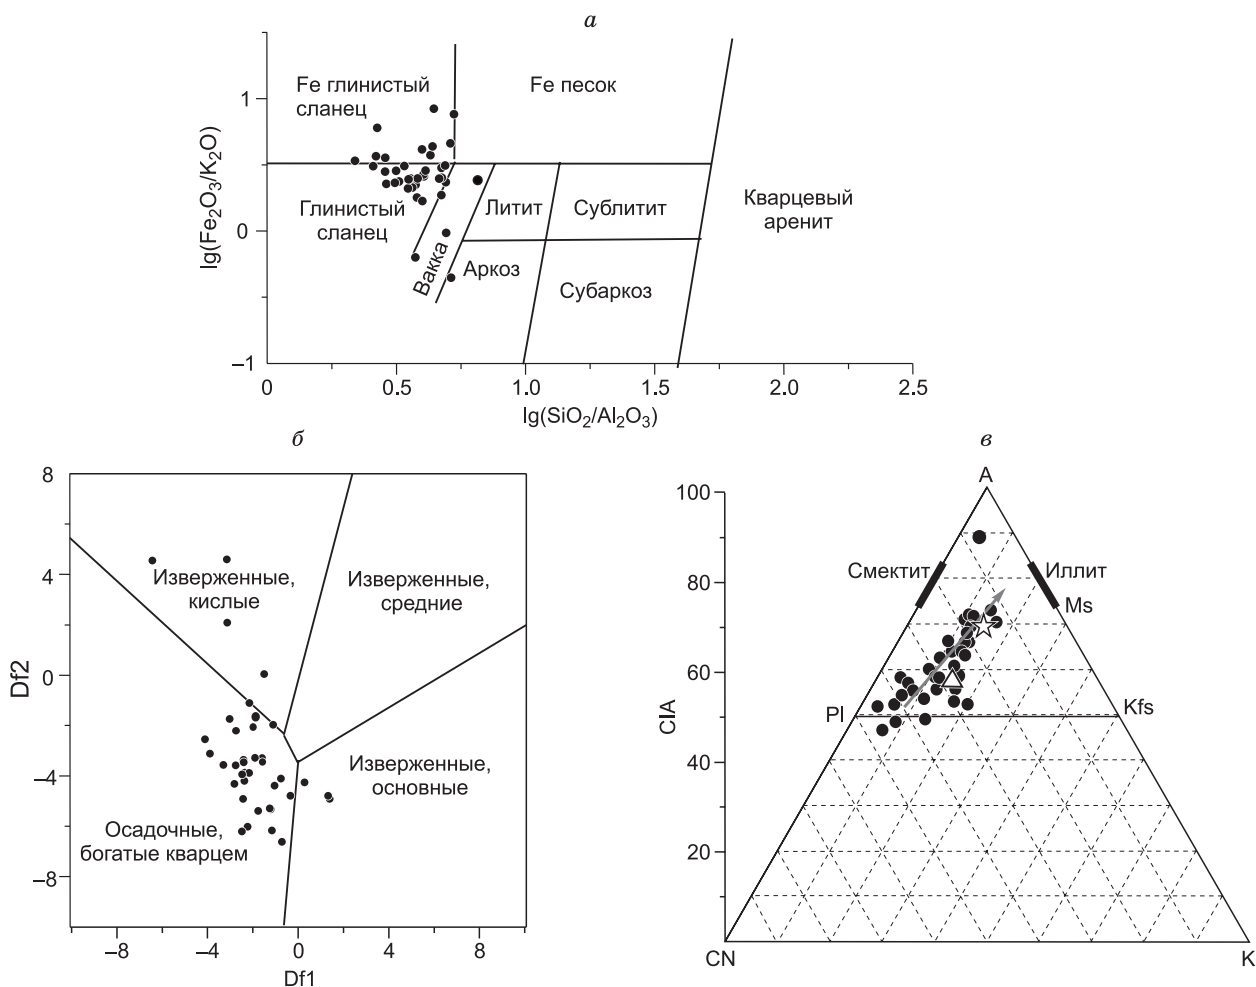 а
Fe глинистый
сланец
Fe песок
1
lg(Fe2O3/K2O)
Глинистый
сланец
Литит
Сублитит
Кварцевый
аренит
0
Вакка
Аркоз
Субаркоз
–1
0
0.5
1.0
1.5
2.0
2.5
lg(SiO2/Al2O3)
б
8
4
0
–4
–8
Df2
Изверженные,
кислые
Изверженные,
средние
Изверженные,
основные
Осадочные,
богатые кварцем
–8
–4
0
4
8
Df1
в
A
100
80
60
40
20
CIA
Смектит
Иллит
Ms
Pl
Kfs
CN
K